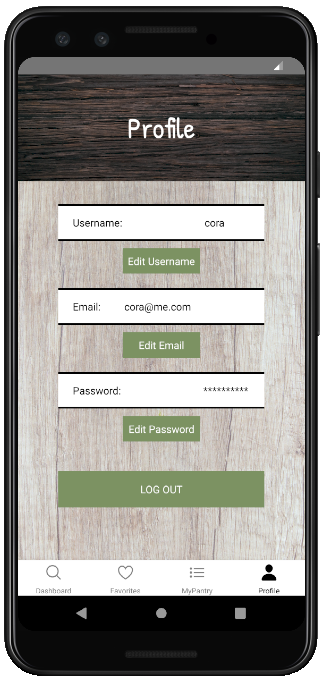 Profile
Username: cora
Edit Username
Email: cora@me.com
Edit Email
Password: **********
Edit Password
LOG OUT
Dashboard Favorites MyPantry Profile